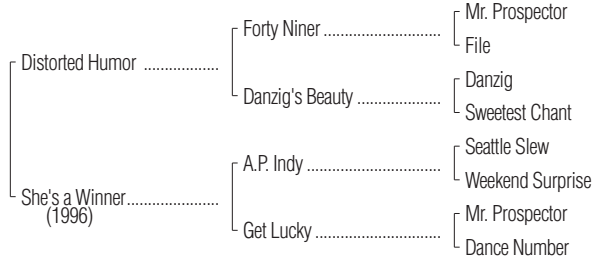 Mr. Prospector
Forty Niner ........................
File
Distorted Humor ...................
Danzig
Danzig's Beauty .................
Sweetest Chant
Seattle Slew
A.P. Indy ...........................
Weekend Surprise
She's a Winner.......................
(1996)
Mr. Prospector
Get Lucky .........................
Dance Number